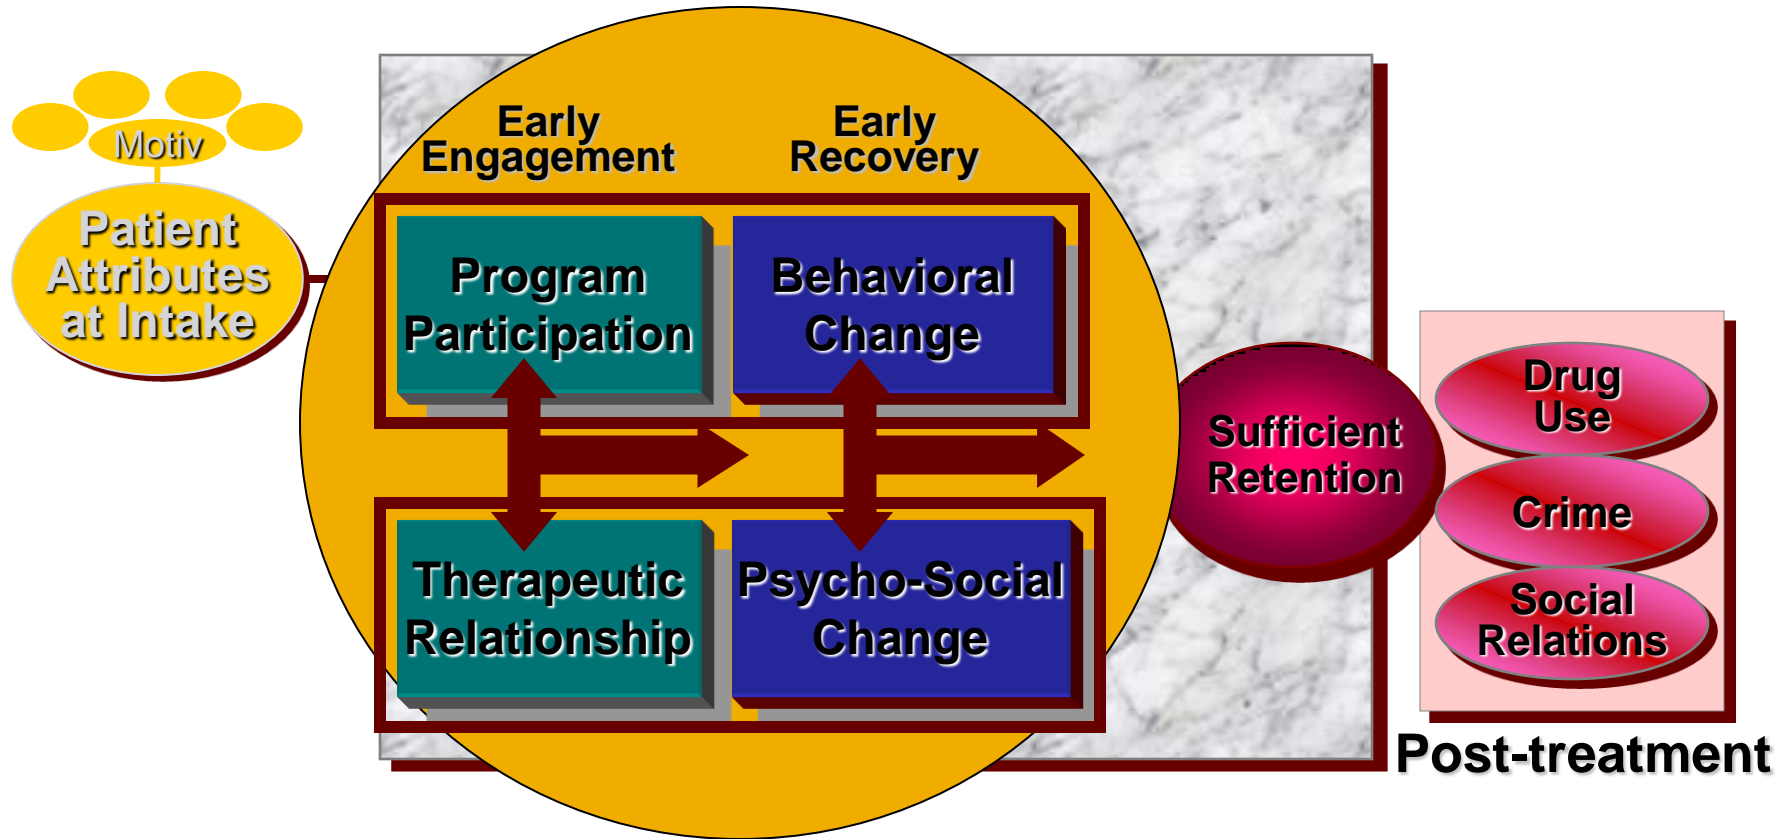 Motiv
Patient
Attributes
at Intake
Early
Engagement
Early
Recovery
Program
Participation
Behavioral
Change
Therapeutic
Relationship
Psycho-Social
Change
Sufficient
Retention
Drug
Use
Crime
Social
Relations
Post-treatment